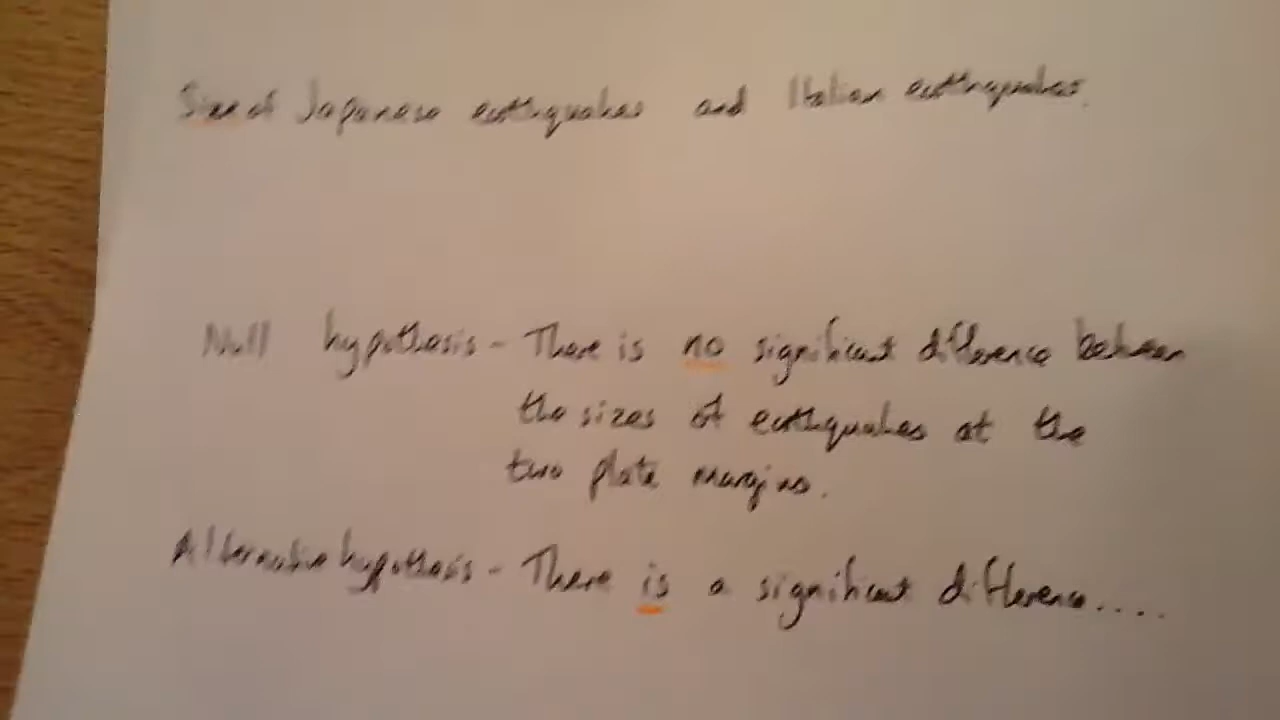 Size of Japanese earthquakes and Italian earthquakes.
Null hypothesis - There is no significant difference between
the sizes of earthquakes at the
two plate margins.
Alternative hypothesis - There is a significant difference....